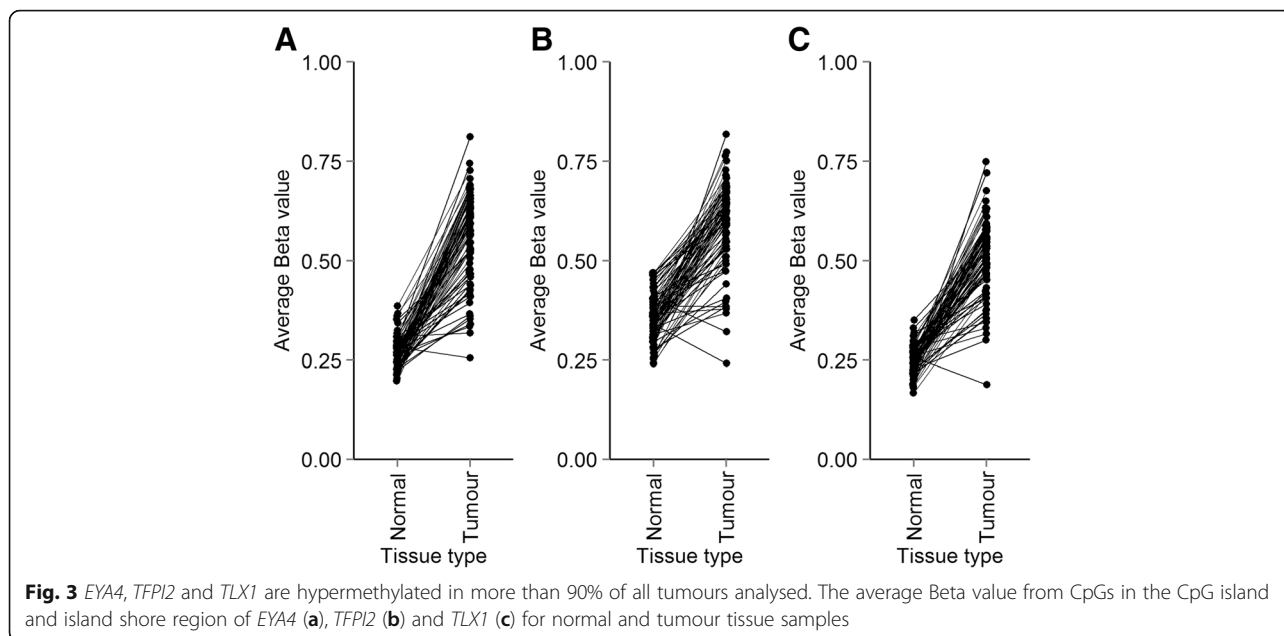 A
B
C
1.00
0.75
0.50
0.25
0.00
Average Beta value
Normal
Tumour
Tissue type
1.00
0.75
0.50
0.25
0.00
Average Beta value
Normal
Tumour
Tissue type
1.00
0.75
0.50
0.25
0.00
Average Beta value
Normal
Tumour
Tissue type
Fig. 3 EYA4, TFPI2 and TLX1 are hypermethylated in more than 90% of all tumours analysed. The average Beta value from CpGs in the CpG island
and island shore region of EYA4 (a), TFPI2 (b) and TLX1 (c) for normal and tumour tissue samples